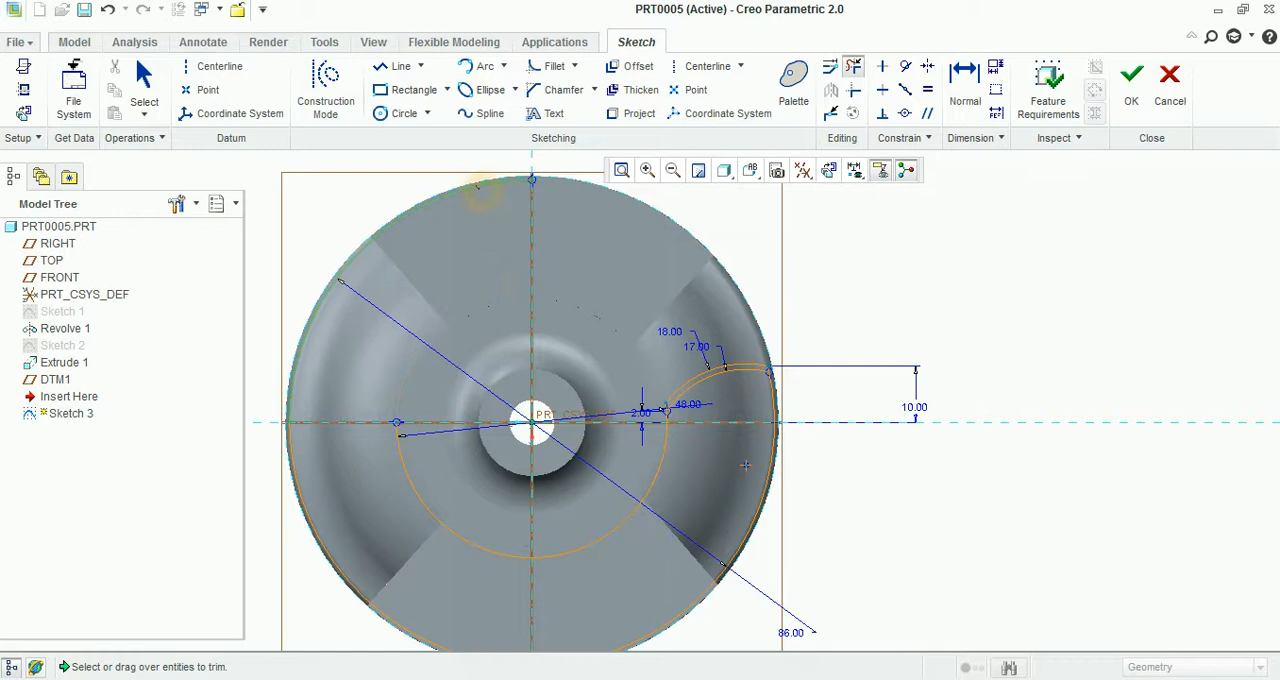 PRT0005 (Active) - Creo Parametric 2.0
File Model Analysis Annotate Render Tools View Flexible Modeling Applications Sketch
Centerline Line Arc Fillet Offset Centerline
Point Rectangle Ellipse Chamfer Thicken Point
File System Select Coordinate System Construction Mode Circle Spline Text Project Coordinate System Palette Normal Feature Requirements OK Cancel
Setup Get Data Operations Datum Sketching Editing Constrain Dimension Inspect Close
Model Tree
PRT0005.PRT
RIGHT
TOP
FRONT
PRT_CSYS_DEF
Sketch 1
Revolve 1
Sketch 2
Extrude 1
DTM1
Insert Here
Sketch 3
18.00
17.00
48.00
2.00
10.00
86.00
Select or drag over entities to trim.
Geometry